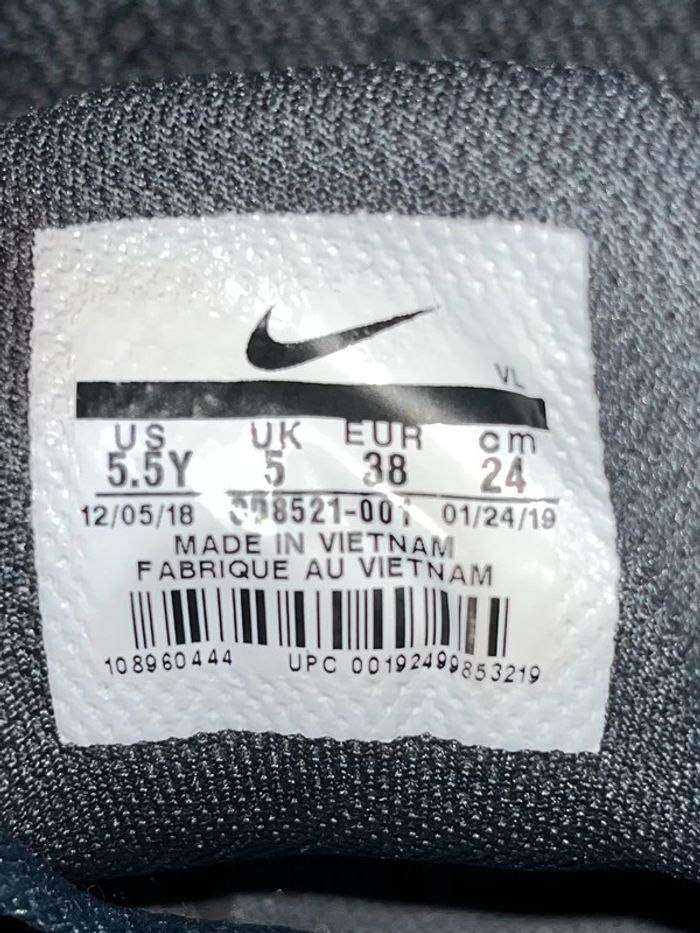 VL
US UK EUR cm
5.5Y 5 38 24
12/05/18 01/24/19
MADE IN VIETNAM
FABRIQUE AU VIETNAM
108960444 UPC 00192499853219